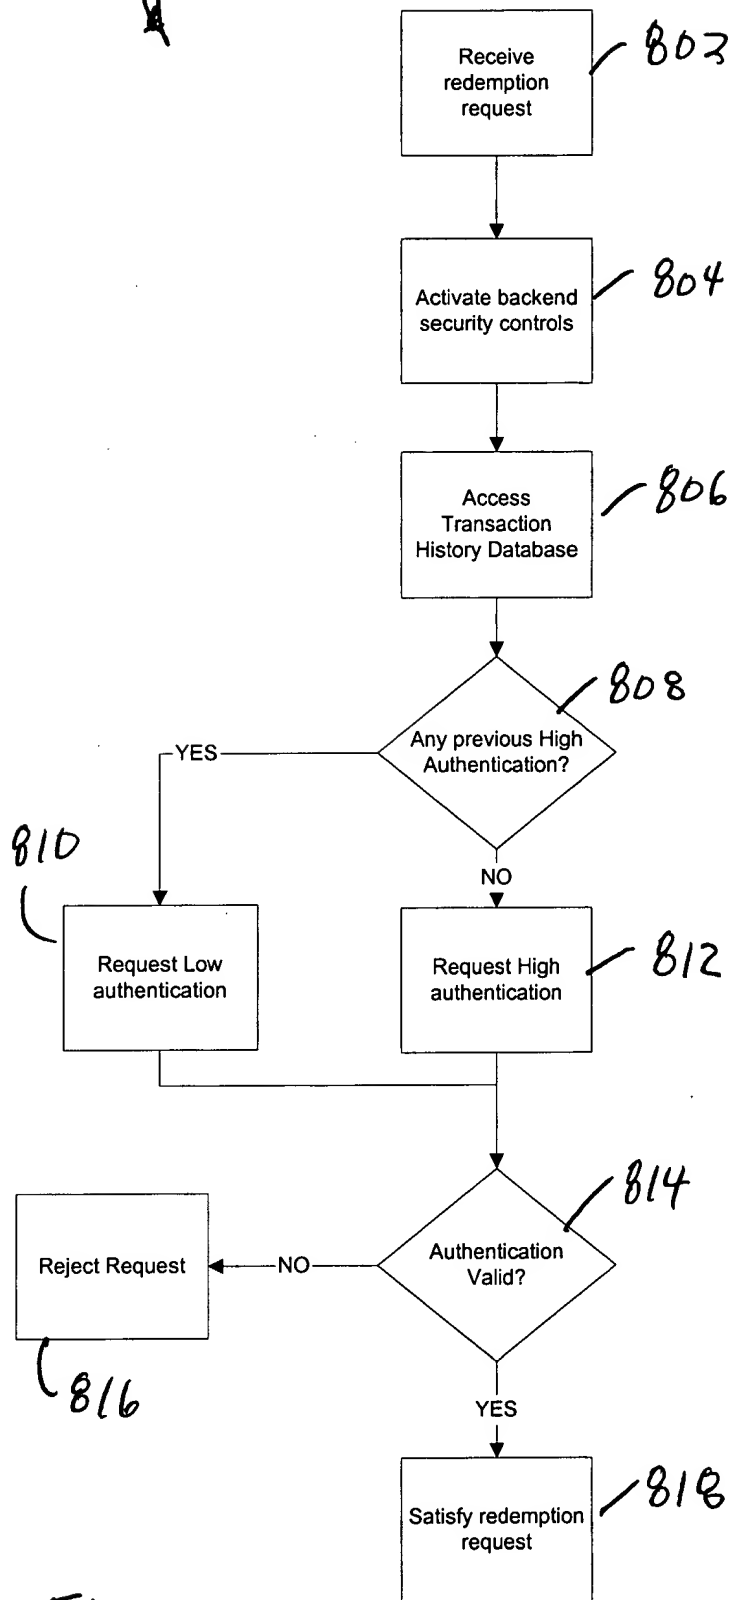 Receive
redemption
request
802
Activate backend
security controls
804
Access
Transaction
History Database
806
808
Any previous High
Authentication?
YES
810
NO
Request Low
authentication
Request High
authentication
812
814
Authentication
Valid?
Reject Request
NO
816
YES
Satisfy redemption
request
818